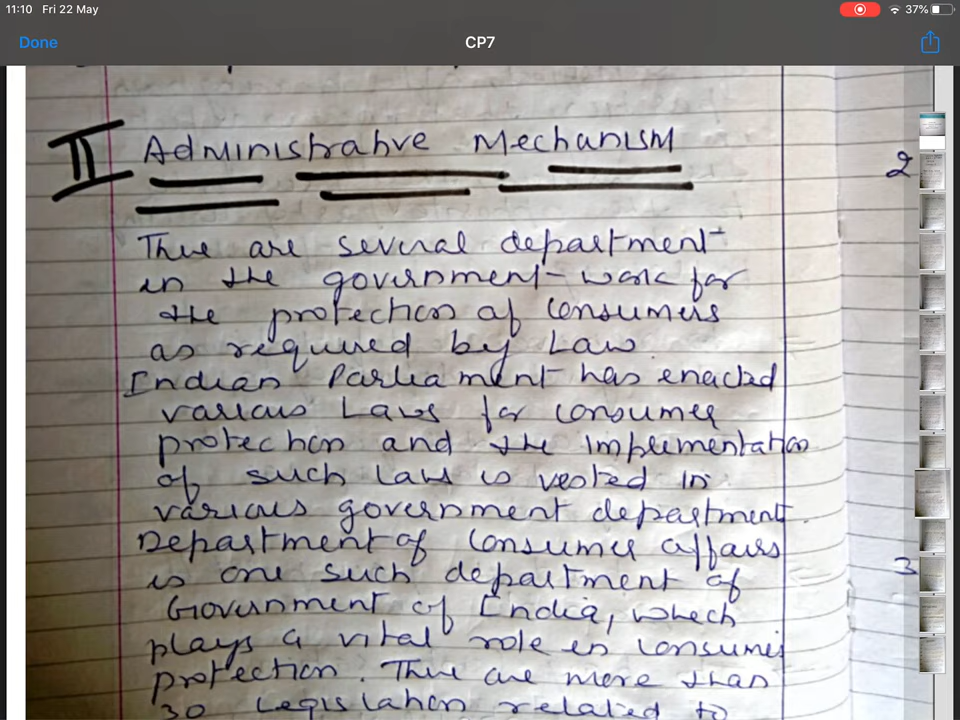 11:10 Fri 22 May
37%
Done
CP7
II Administrative Mechanism
2
There are several department
in the government work for
the protection of consumers
as required by Law.
Indian Parliament has enacted
various Laws for consumer
protection and the implementation
of such laws is vested in
various government department.
Department of Consumer affairs
3
is one such department of
Government of India, which
plays a vital role in consumer
protection. There are more than
30 legislation related to